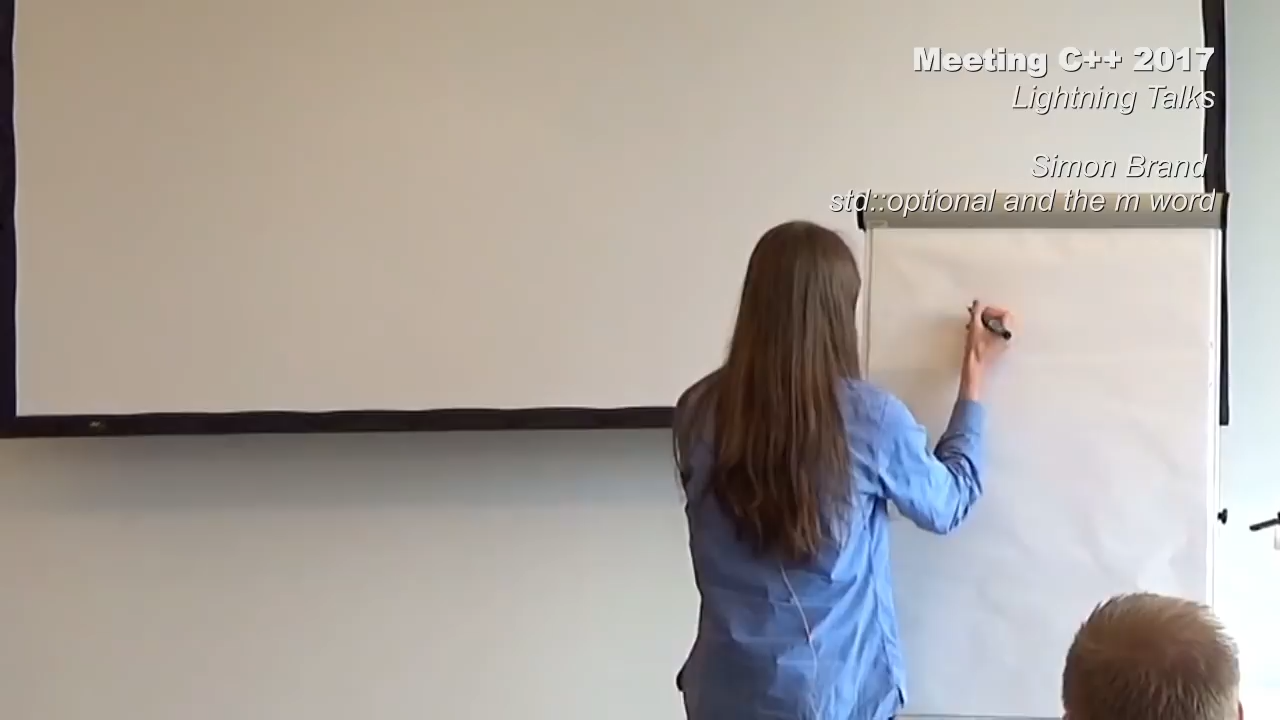 Meeting C++ 2017
Lightning Talks
Simon Brand
std::optional and the m word